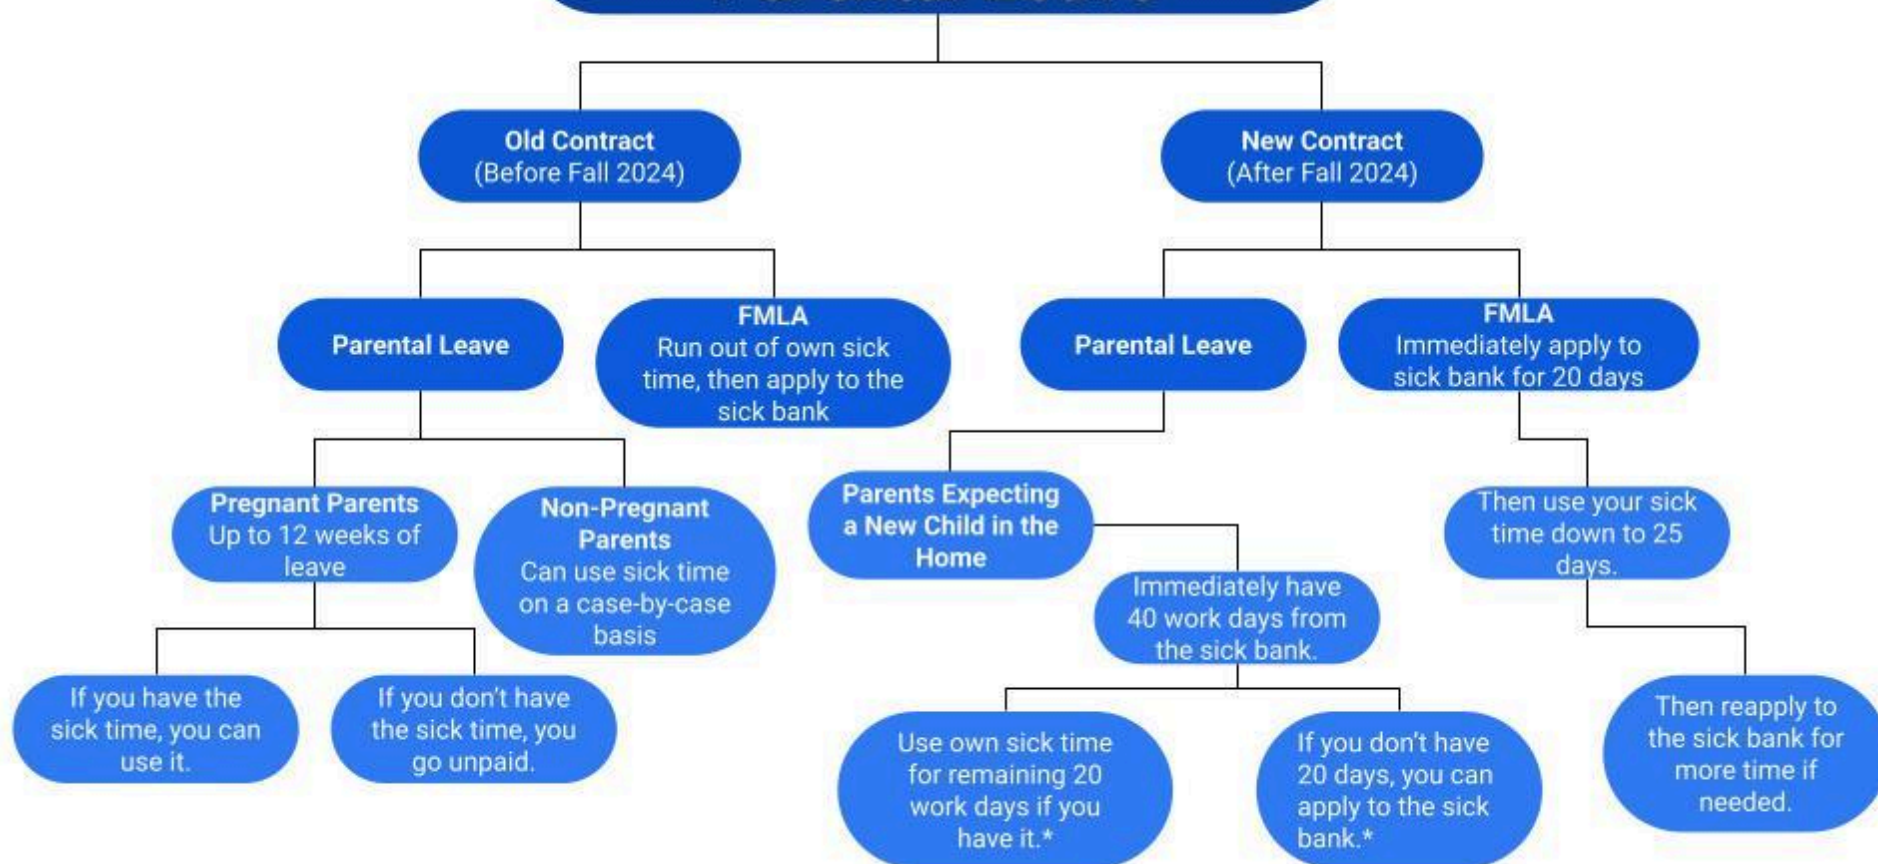 Old Contract
(Before Fall 2024)
New Contract
(After Fall 2024)
Parental Leave
FMLA
Run out of own sick
time, then apply to the
sick bank
Parental Leave
FMLA
Immediately apply to
sick bank for 20 days
Pregnant Parents
Up to 12 weeks of
leave
Non-Pregnant
Parents
Can use sick time
on a case-by-case
basis
Parents Expecting
a New Child in the
Home
Then use your sick
time down to 25
days.
Immediately have
40 work days from
the sick bank.
If you have the
sick time, you can
use it.
If you don't have
the sick time, you
go unpaid.
Use own sick time
for remaining 20
work days if you
have it.*
If you don't have
20 days, you can
apply to the sick
bank.*
Then reapply to
the sick bank for
more time if
needed.